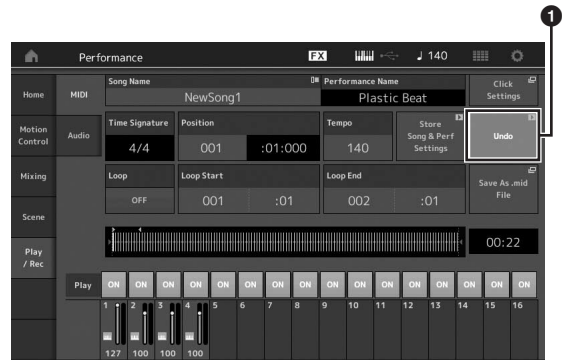 1
Performance FX 140
Home MIDI Song Name Performance Name Click
NewSong1 Plastic Beat Settings
Motion Control Audio Time Signature Position Tempo Store Song & Perf Settings Undo
4/4 001 :01:000 140
Mixing Loop Loop Start Loop End Save As .mid File
OFF 001 :01 002 :01
Scene
Play / Rec 00:22
Play ON ON ON ON ON ON ON ON ON ON ON ON ON ON ON ON
1 2 3 4 5 6 7 8 9 10 11 12 13 14 15 16
127 100 100 100